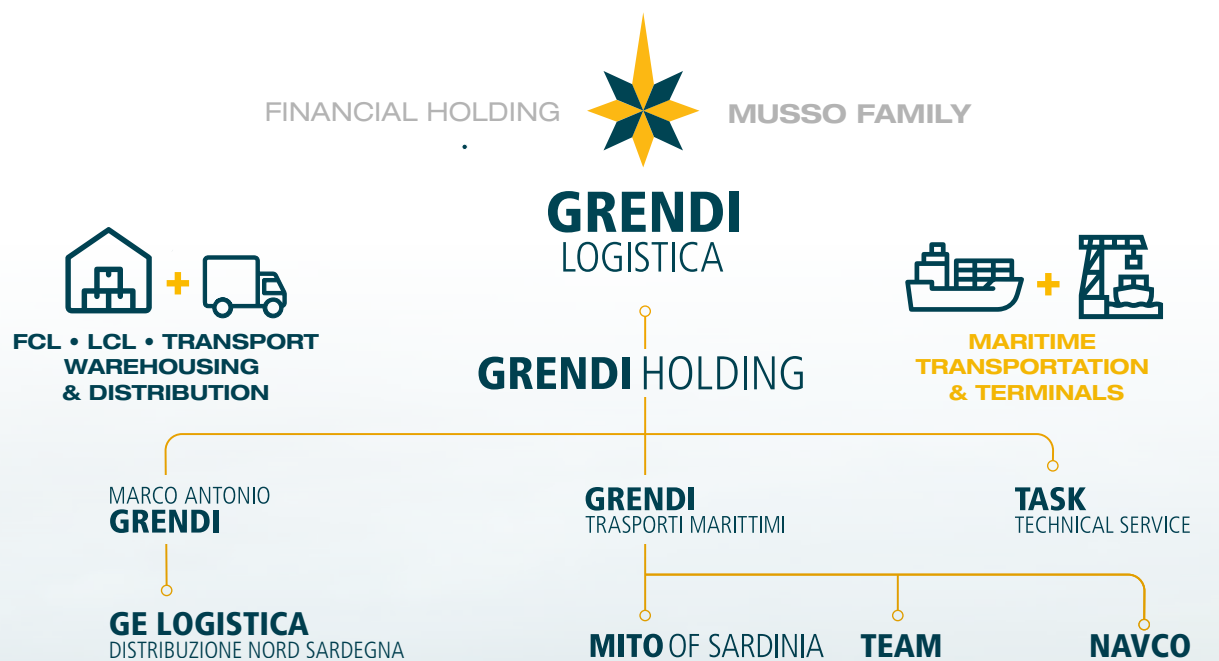 FINANCIAL HOLDING MUSSO FAMILY
GRENDI
LOGISTICA
FCL • LCL • TRANSPORT
WAREHOUSING
& DISTRIBUTION
MARITIME
TRANSPORTATION
& TERMINALS
GRENDI HOLDING
MARCO ANTONIO
GRENDI
GRENDI
TRASPORTI MARITTIMI
TASK
TECHNICAL SERVICE
GE LOGISTICA
DISTRIBUZIONE NORD SARDEGNA
MITO OF SARDINIA
TEAM
NAVCO